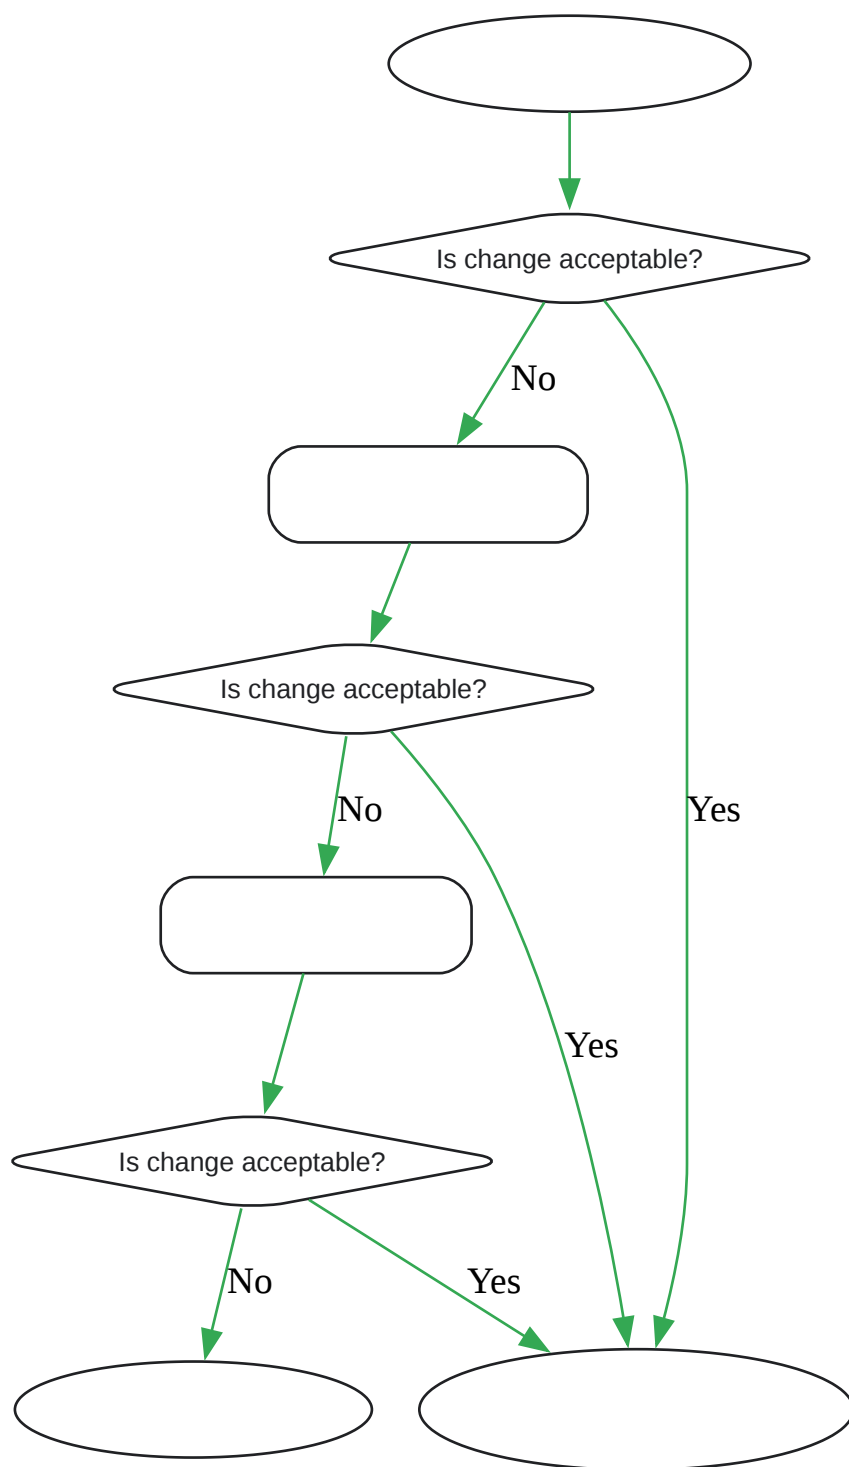 Is change acceptable?
No
Is change acceptable?
No
Yes
Yes
Is change acceptable?
No
Yes